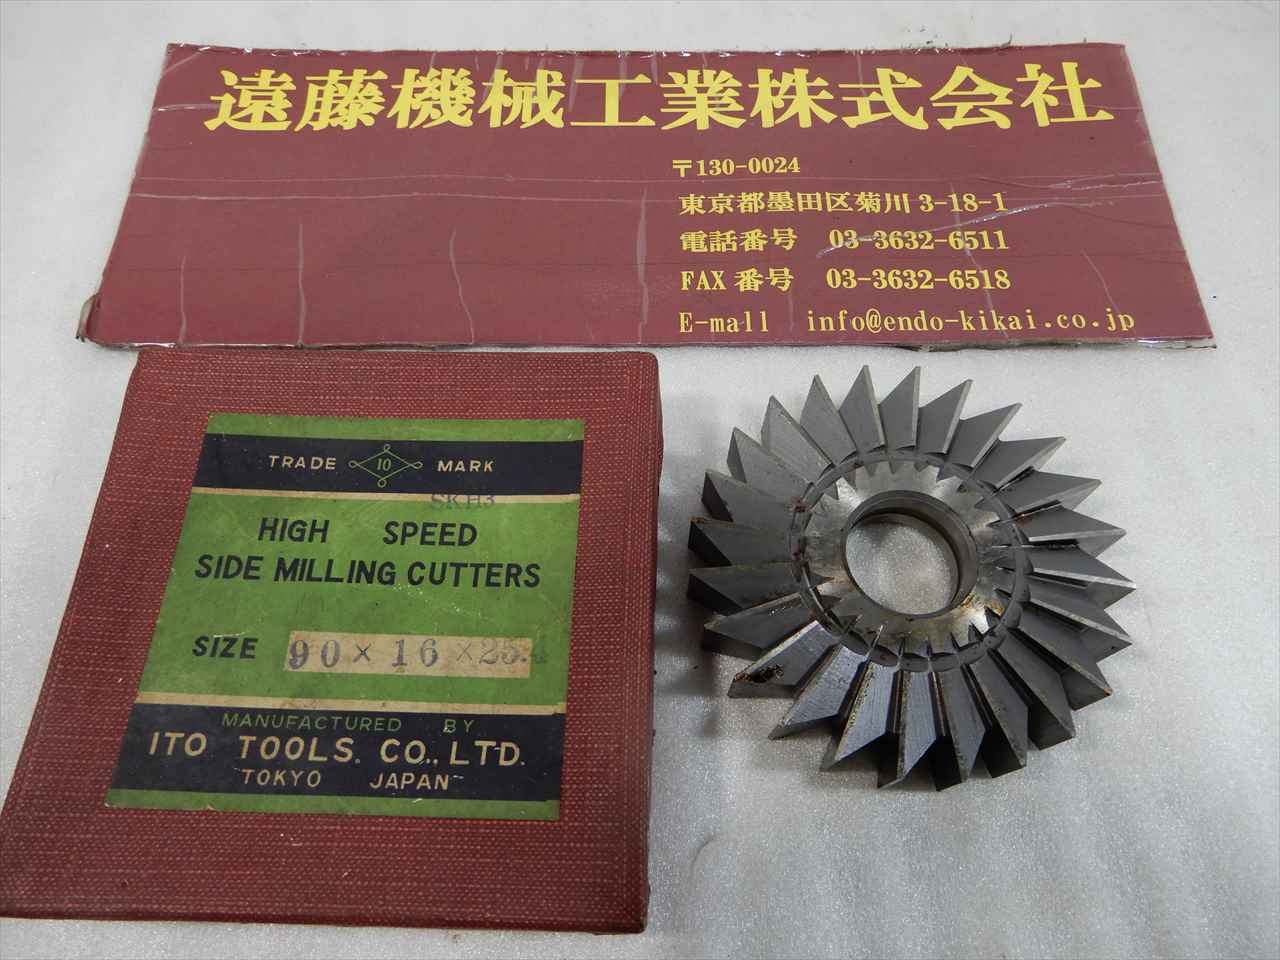 遠藤機械工業株式会社
〒130-0024
東京都墨田区菊川 3-18-1
電話番号 03-3632-6511
FAX 番号 03-3632-6518
E-mall info@endo-kikai.co.jp
TRADE 10 MARK
SKH3
HIGH SPEED
SIDE MILLING CUTTERS
SIZE 90×16×25.4
MANUFACTURED BY
ITO TOOLS. CO., LTD.
TOKYO JAPAN